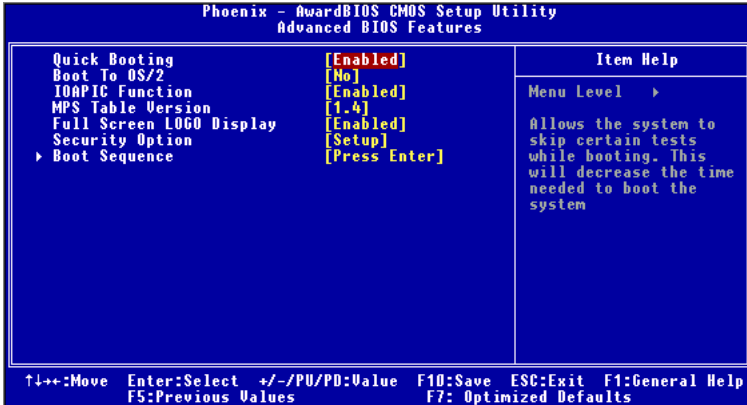 Phoenix - AwardBIOS CMOS Setup Utility
Advanced BIOS Features
Quick Booting [Enabled]
Boot To OS/2 [No]
IOAPIC Function [Enabled]
MPS Table Version [1.4]
Full Screen LOGO Display [Enabled]
Security Option [Setup]
▸ Boot Sequence [Press Enter]
Item Help
Menu Level ▸
Allows the system to
skip certain tests
while booting. This
will decrease the time
needed to boot the
system
↑↓→←:Move Enter:Select +/-/PU/PD:Value F10:Save ESC:Exit F1:General Help
F5:Previous Values F7: Optimized Defaults